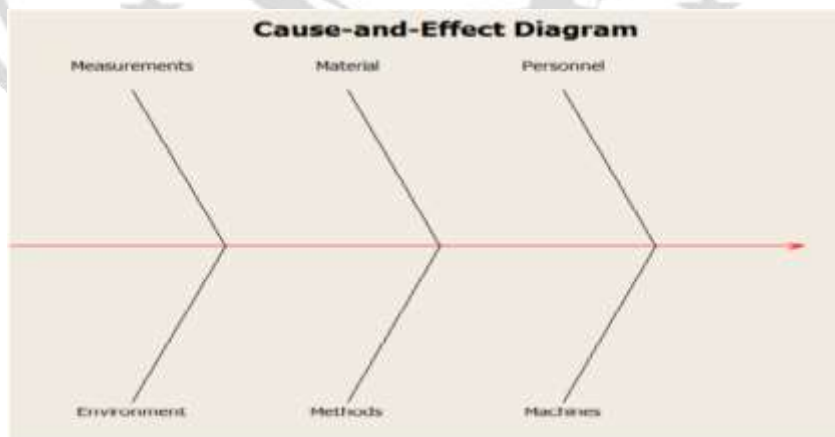 Cause-and-Effect Diagram
Measurements
Material
Personnel
Environment
Methods
Machines